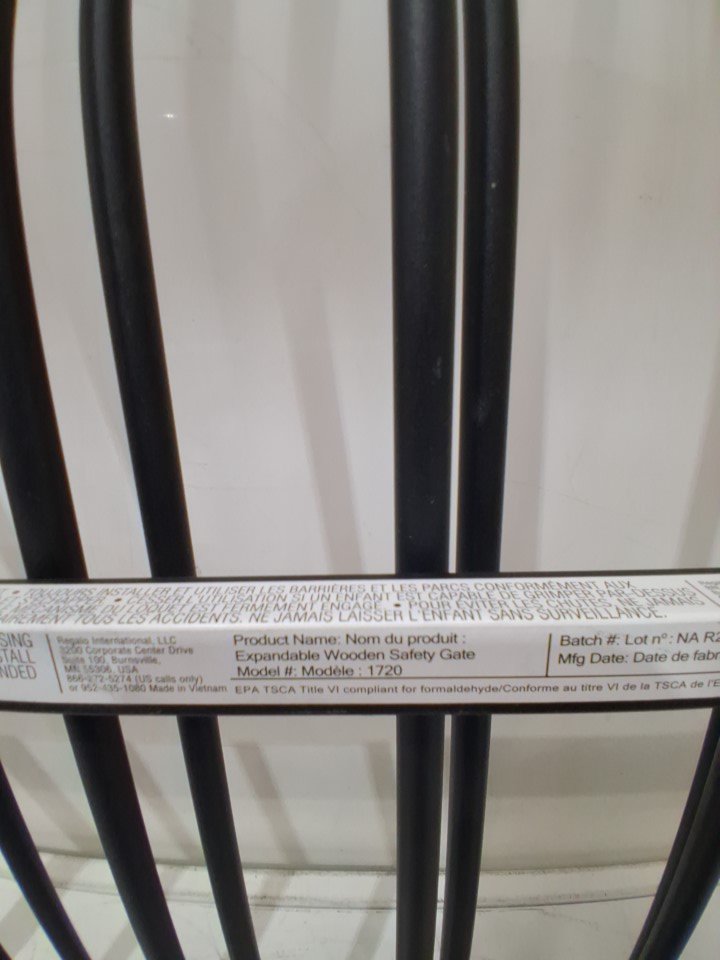 • TOUJOURS INSTALLER ET UTILISER LES BARRIÈRES ET LES PARCS CONFORMÉMENT AUX
SI UN ENFANT EST CAPABLE DE GRIMPER PAR-DESSUS
MÉCANISME DU LOQUET EST FERMEMENT ENGAGÉ. • POUR ÉVITER LES CHUTES, NE JAMAIS
TOUS LES ACCIDENTS. NE JAMAIS LAISSER L'ENFANT SANS SURVEILLANCE.
Regalo International, LLC
3200 Corporate Center Drive
Suite 100, Burnsville,
MN 55306, USA
866-272-5274 (US calls only)
or 952-435-1080 Made in Vietnam
Product Name: Nom du produit :
Expandable Wooden Safety Gate
Model #: Modèle : 1720
EPA TSCA Title VI compliant for formaldehyde/Conforme au titre VI de la TSCA de l'E
Batch #: Lot nº: NA R2
Mfg Date: Date de fabr